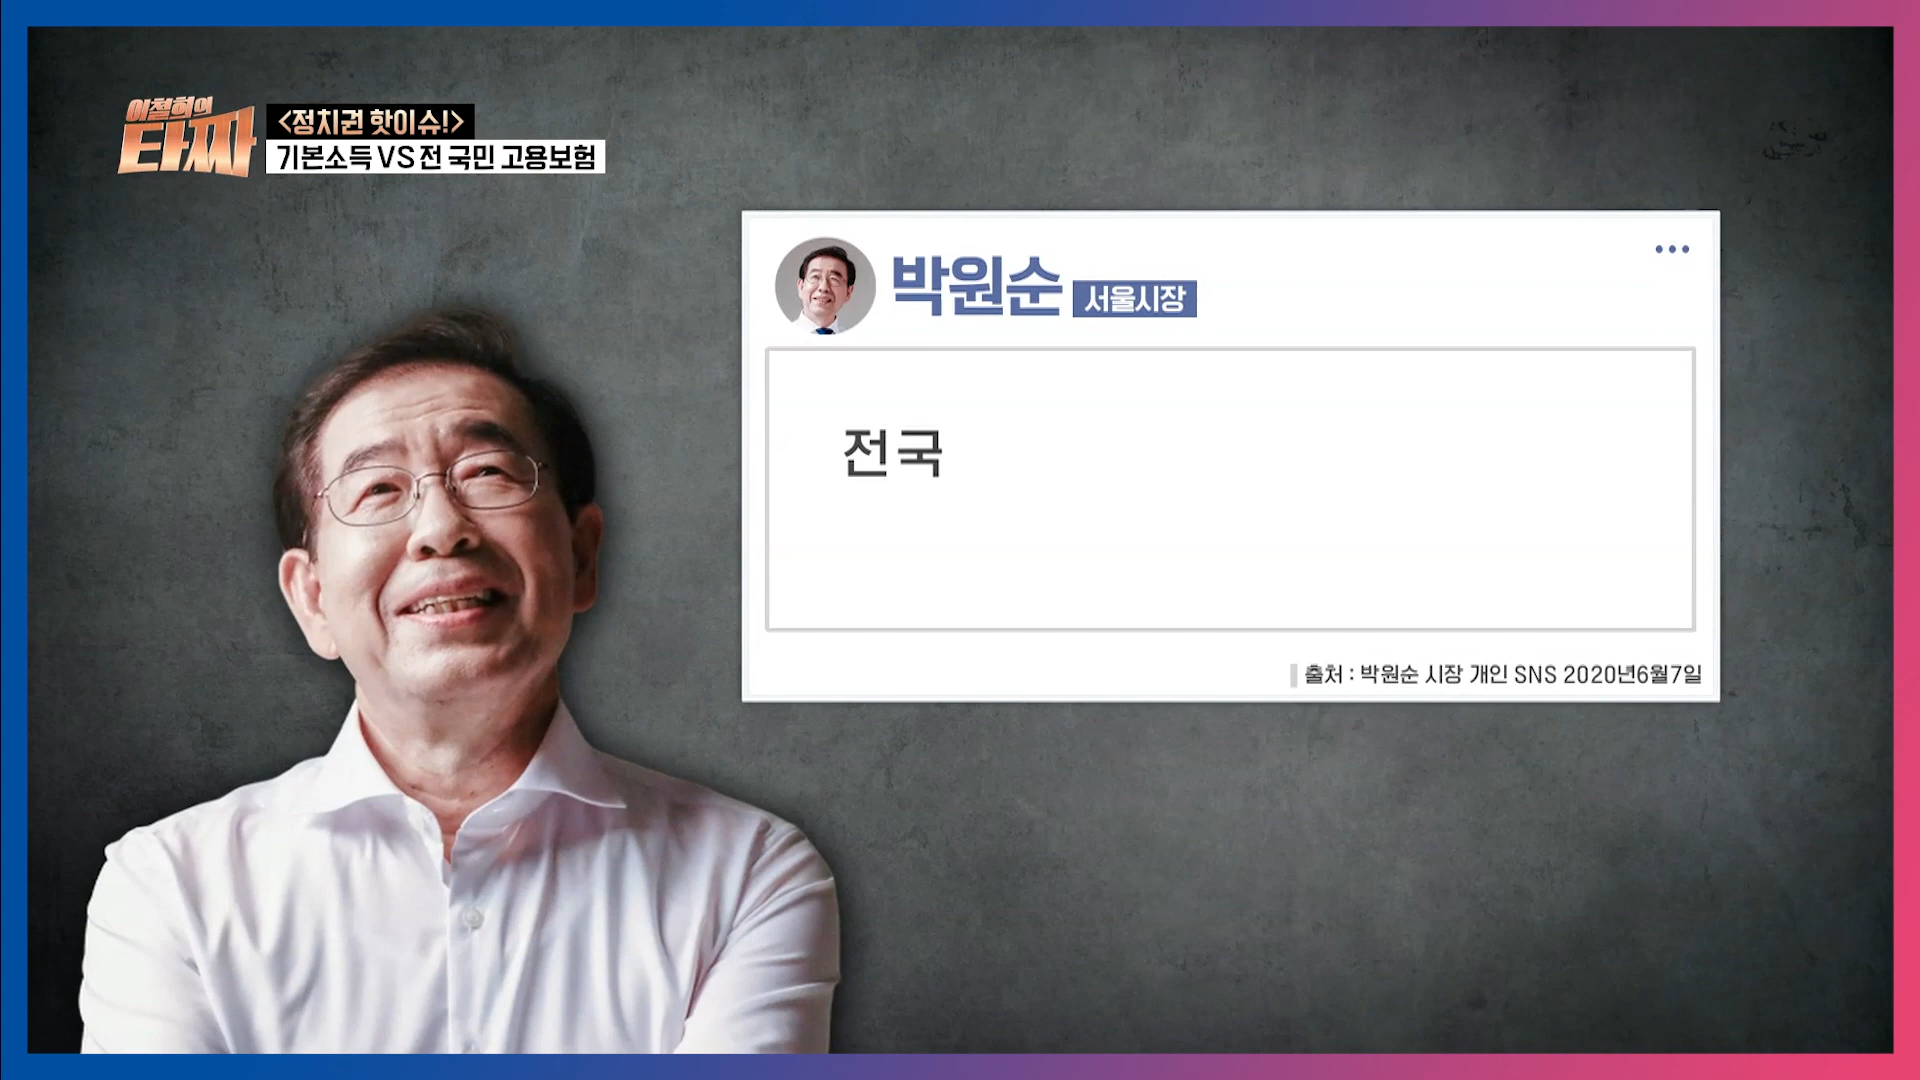 이철희의
타짜
<정치권 핫이슈!>
기본소득 VS 전 국민 고용보험
박원순 서울시장
전국
출처 : 박원순 시장 개인 SNS 2020년6월7일